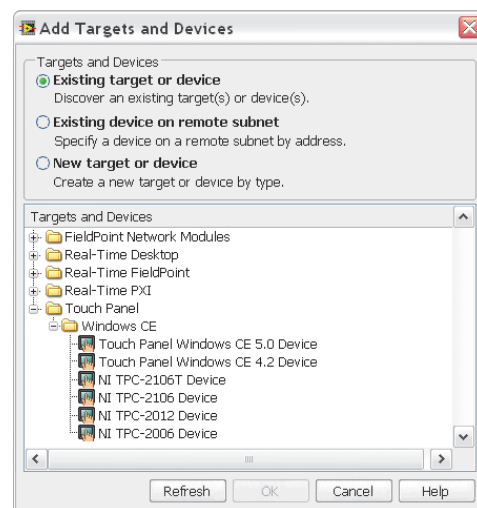 Add Targets and Devices
Targets and Devices
Existing target or device
Discover an existing target(s) or device(s).
Existing device on remote subnet
Specify a device on a remote subnet by address.
New target or device
Create a new target or device by type.
Targets and Devices
FieldPoint Network Modules
Real-Time Desktop
Real-Time FieldPoint
Real-Time PXI
Touch Panel
Windows CE
Touch Panel Windows CE 5.0 Device
Touch Panel Windows CE 4.2 Device
NI TPC-2106T Device
NI TPC-2106 Device
NI TPC-2012 Device
NI TPC-2006 Device
Refresh OK Cancel Help